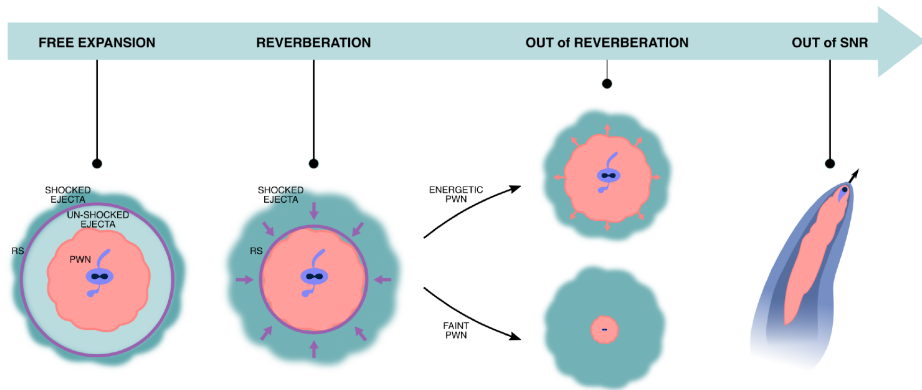 FREE EXPANSION
REVERBERATION
OUT of REVERBERATION
OUT of SNR
SHOCKED
EJECTA
UN-SHOCKED
EJECTA
RS
PWN
SHOCKED
EJECTA
RS
ENERGETIC
PWN
FAINT
PWN